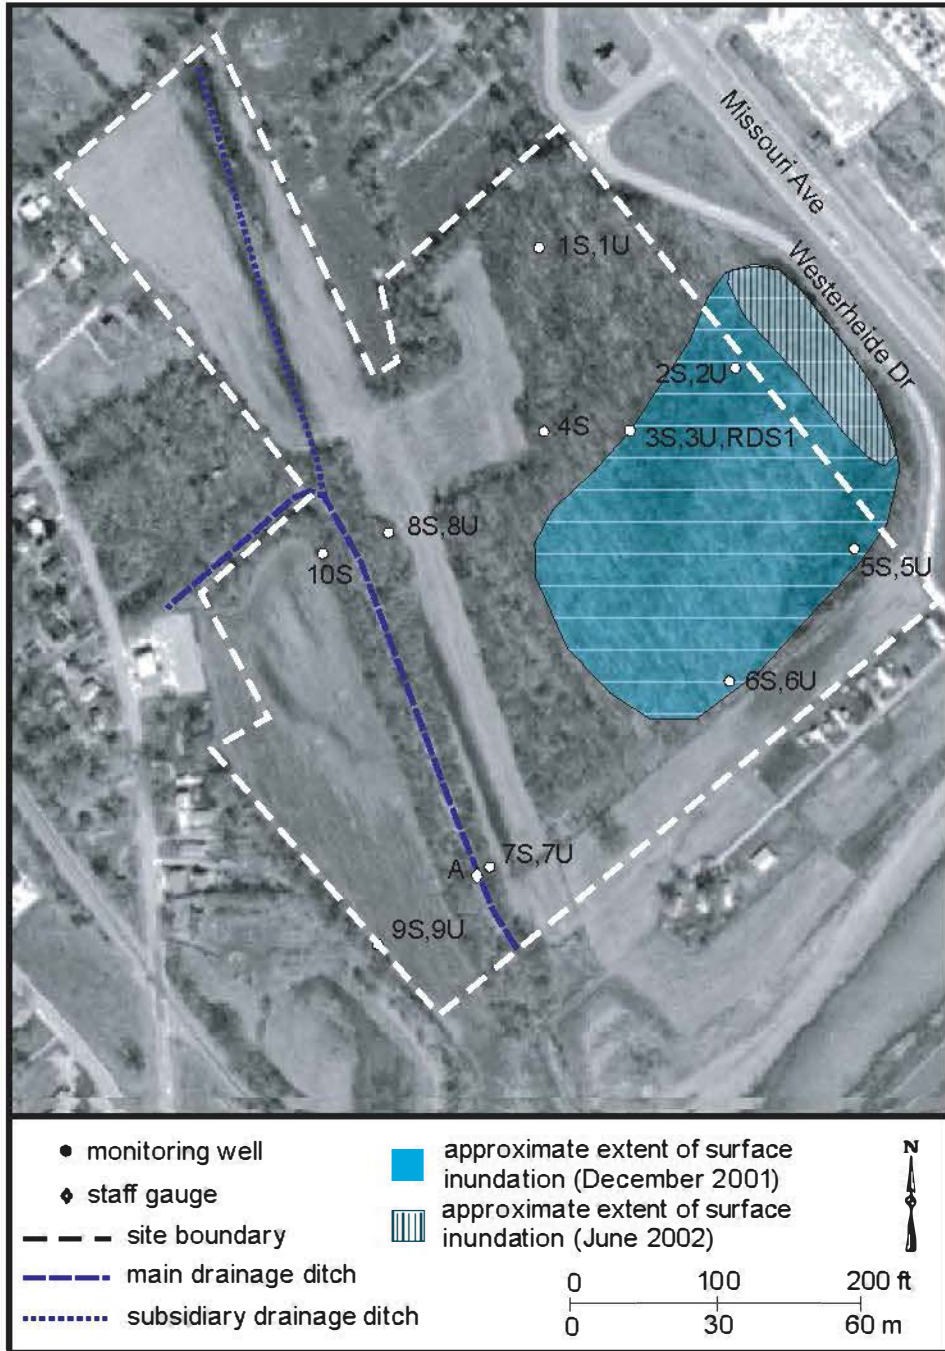 Missouri Ave
Westerheide Dr
1S,1U
2S,2U
3S,3U,RDS1
4S
8S,8U
10S
5S,5U
6S,6U
7S,7U
A
9S,9U
monitoring well
staff gauge
site boundary
main drainage ditch
subsidiary drainage ditch
approximate extent of surface
inundation (December 2001)
approximate extent of surface
inundation (June 2002)
N
0 100 200 ft
0 30 60 m